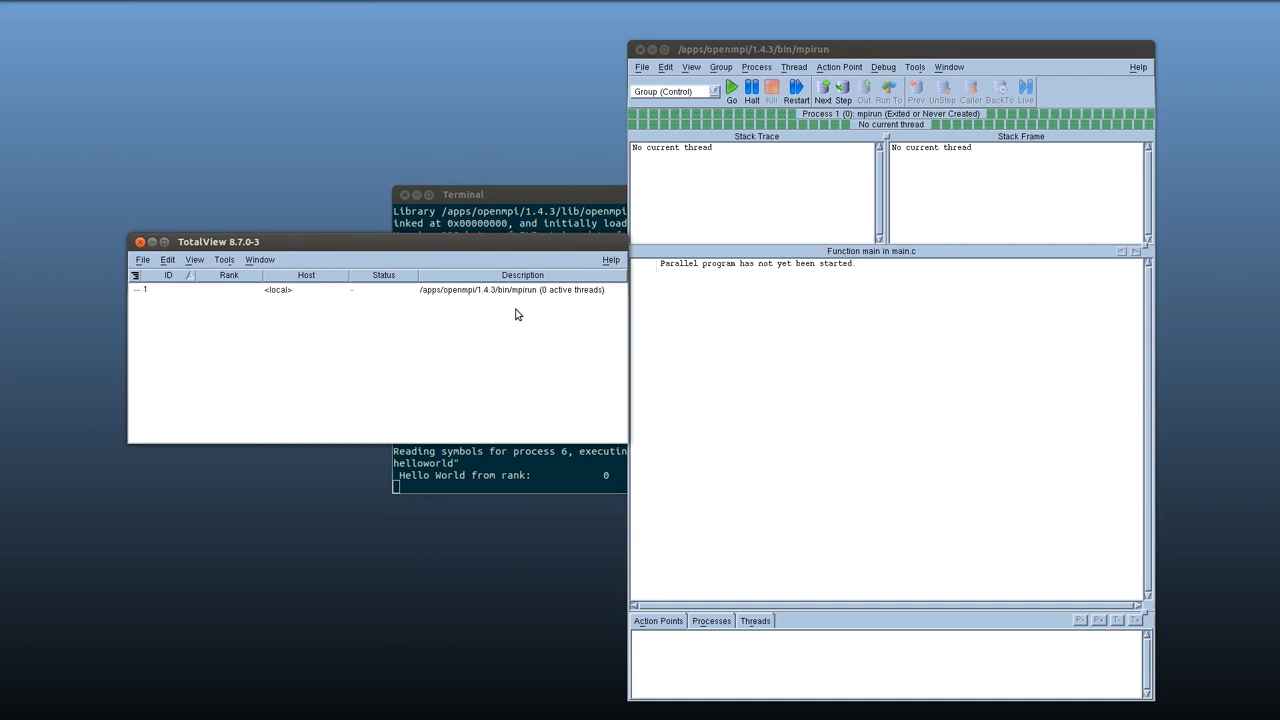 /apps/openmpi/1.4.3/bin/mpirun
File Edit View Group Process Thread Action Point Debug Tools Window Help
Group (Control)
Go Halt Kill Restart Next Step Out Run To Prev UnStep Caller BackTo Live
Process 1 (0): mpirun (Exited or Never Created)
No current thread
Stack Trace
Stack Frame
No current thread
No current thread
Function main in main.c
Parallel program has not yet been started.
Action Points Processes Threads
P- P+ T- T+
Terminal
Library /apps/openmpi/1.4.3/lib/openmpi
inked at 0x00000000, and initially load
TotalView 8.7.0-3
File Edit View Tools Window Help
ID / Rank Host Status Description
1 <local> - /apps/openmpi/1.4.3/bin/mpirun (0 active threads)
Reading symbols for process 6, executin
helloworld"
Hello World from rank: 0